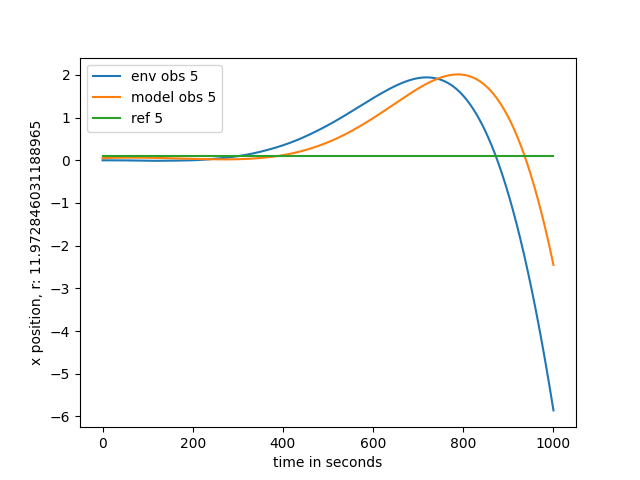 env obs 5
model obs 5
ref 5
2
1
0
−1
−2
−3
−4
−5
−6
x position, r: 11.972846031188965
0 200 400 600 800 1000
time in seconds